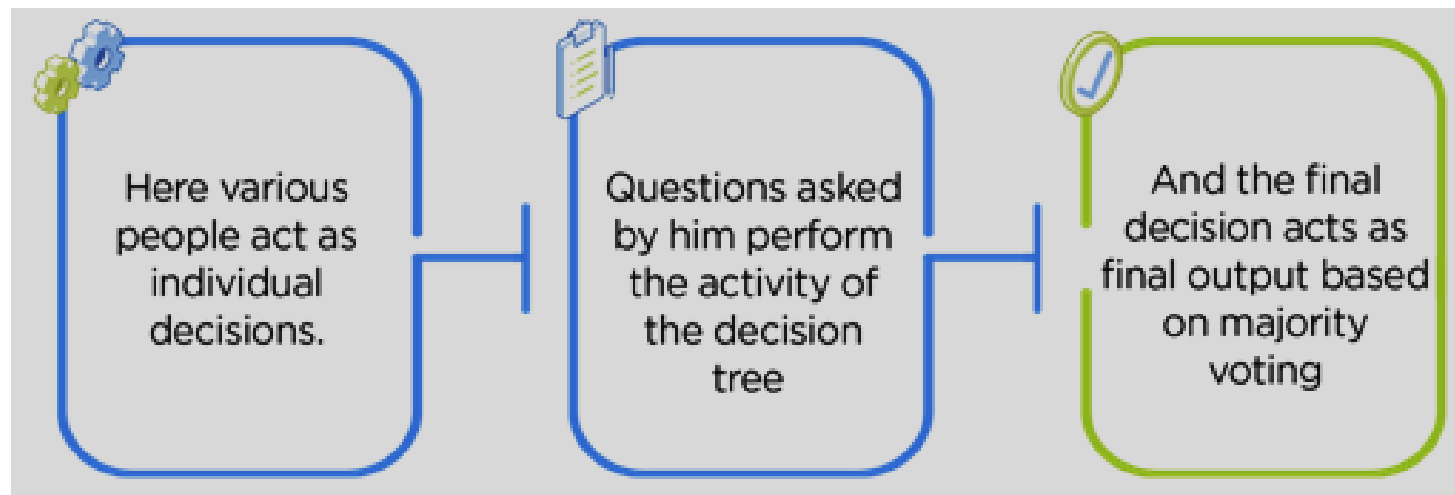 Here various
people act as
individual
decisions.
Questions asked
by him perform
the activity of
the decision
tree
And the final
decision acts as
final output based
on majority
voting